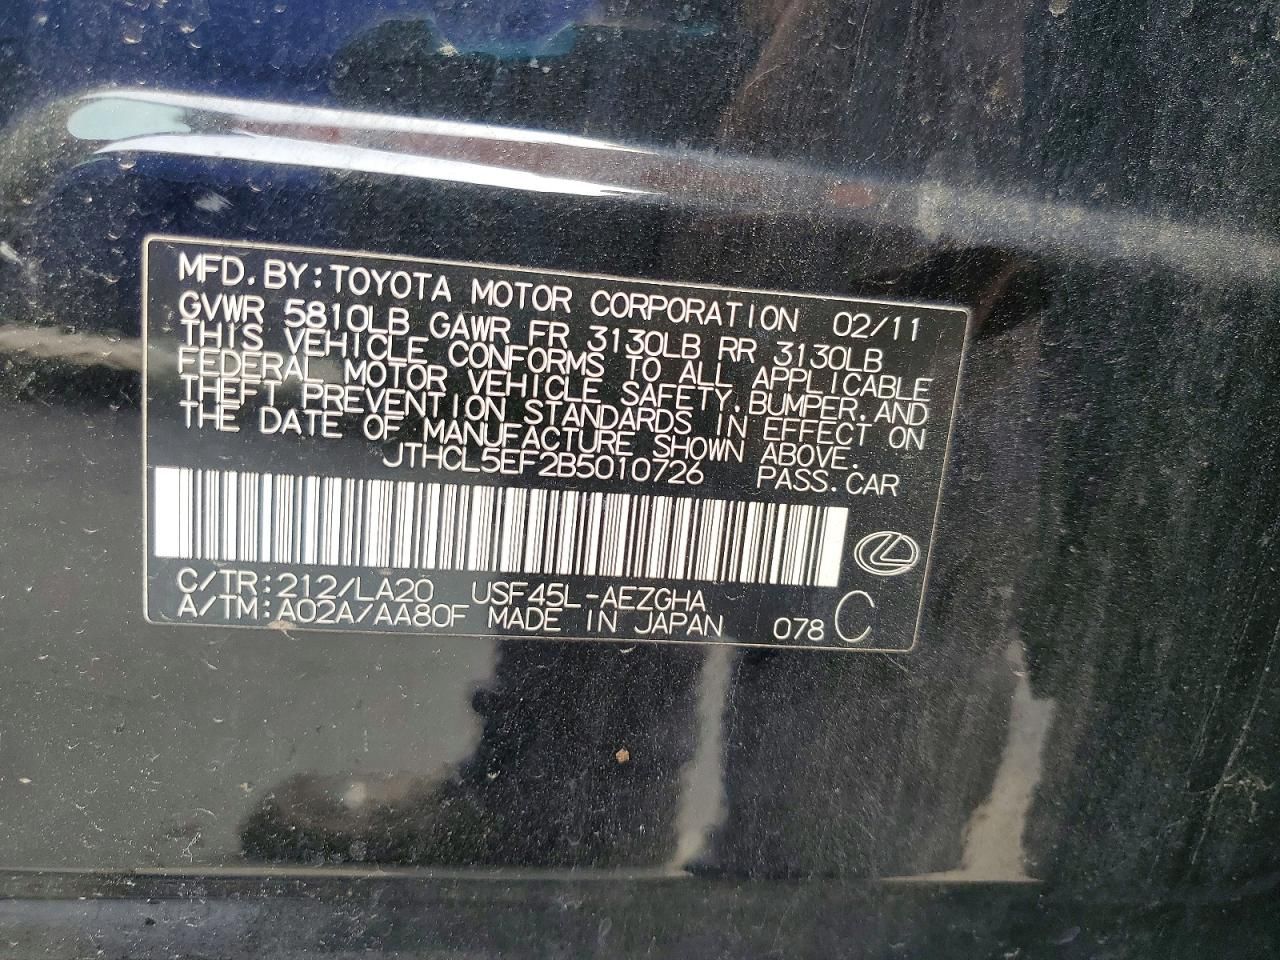 MFD. BY: TOYOTA MOTOR CORPORATION 02/11
GVWR 5810LB GAWR FR 3130LB RR 3130LB
THIS VEHICLE CONFORMS TO ALL APPLICABLE
FEDERAL MOTOR VEHICLE SAFETY, BUMPER, AND
THEFT PREVENTION STANDARDS IN EFFECT ON
THE DATE OF MANUFACTURE SHOWN ABOVE.
JTHCL5EF2B5010726 PASS. CAR
C/TR: 212/LA20 USF45L-AEZGHA
A/TM: A02A/AA80F MADE IN JAPAN 078 C